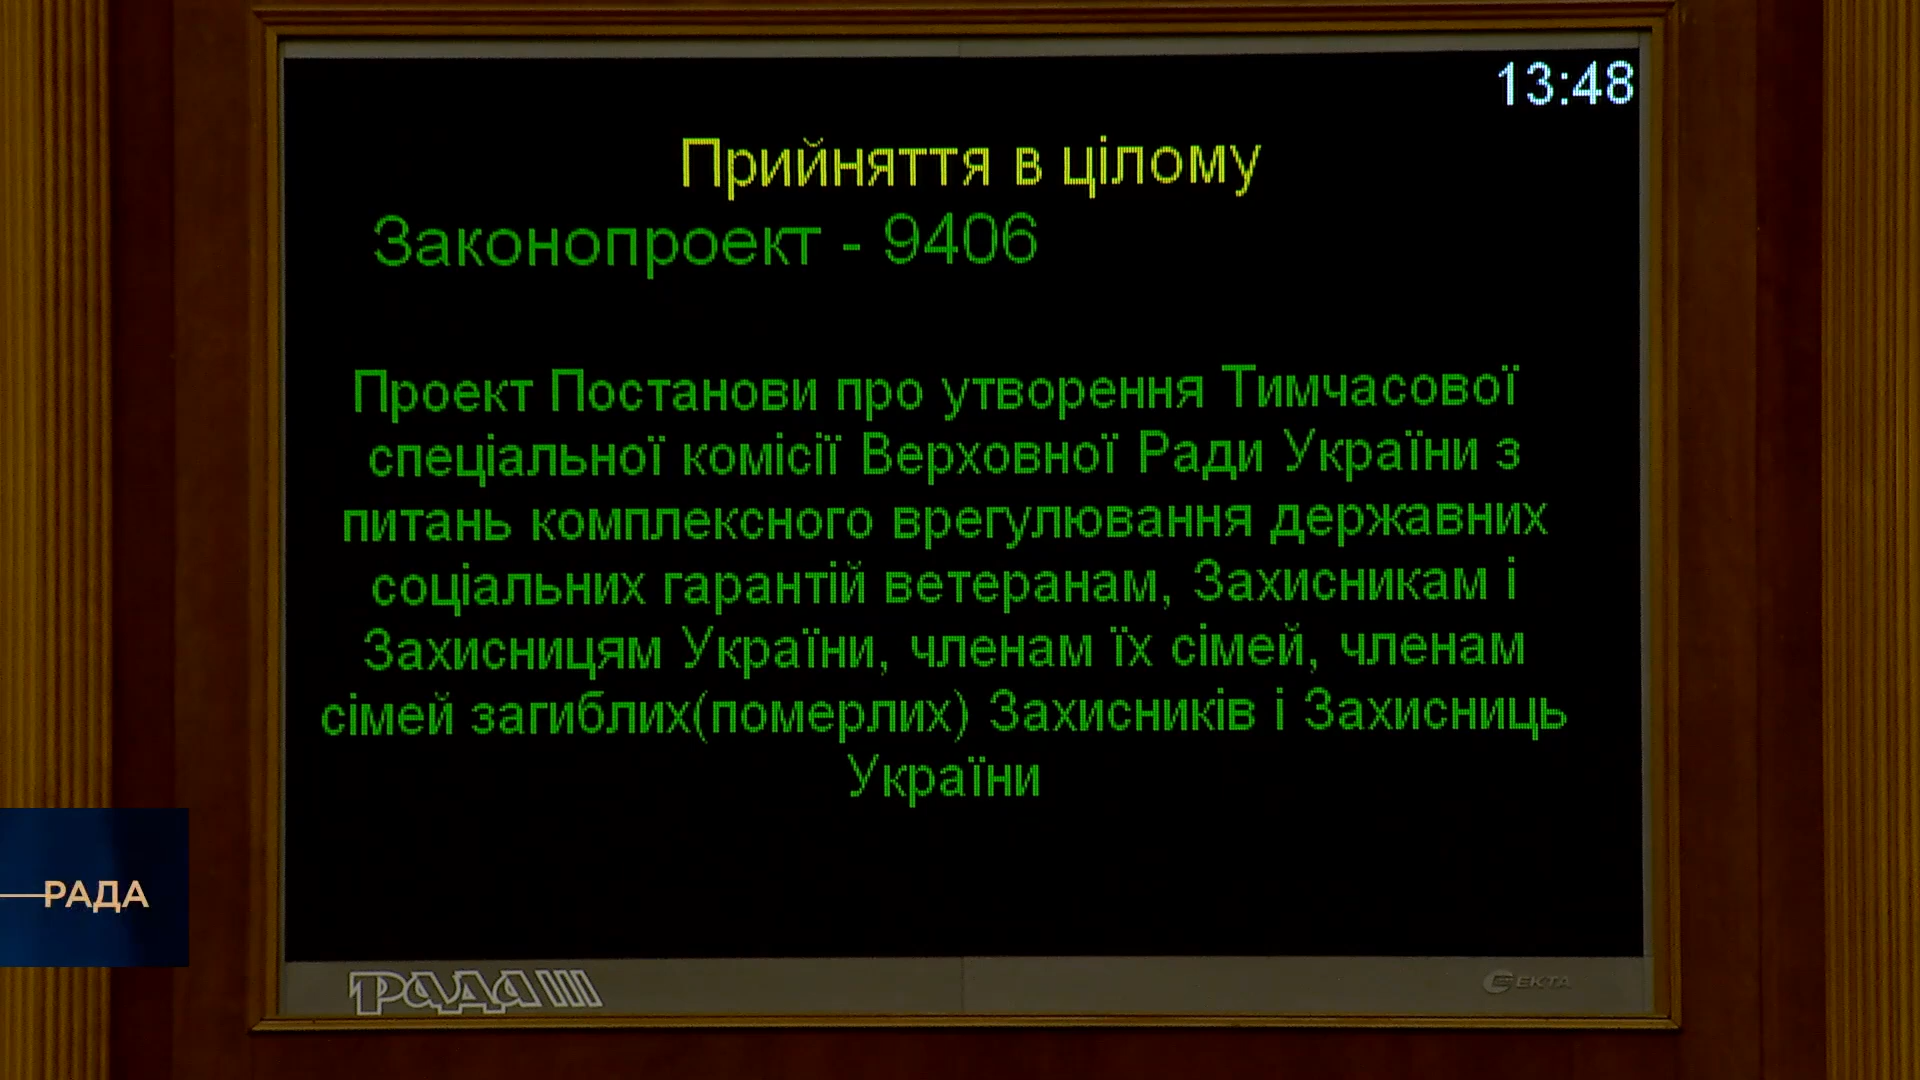 13:48
Прийняття в цілому
Законопроект - 9406
Проект Постанови про утворення Тимчасової
спеціальної комісії Верховної Ради України з
питань комплексного врегулювання державних
соціальних гарантій ветеранам, Захисникам і
Захисницям України, членам їх сімей, членам
сімей загиблих(померлих) Захисників і Захисниць
України
РАДА
РАДА III
ЕКТА